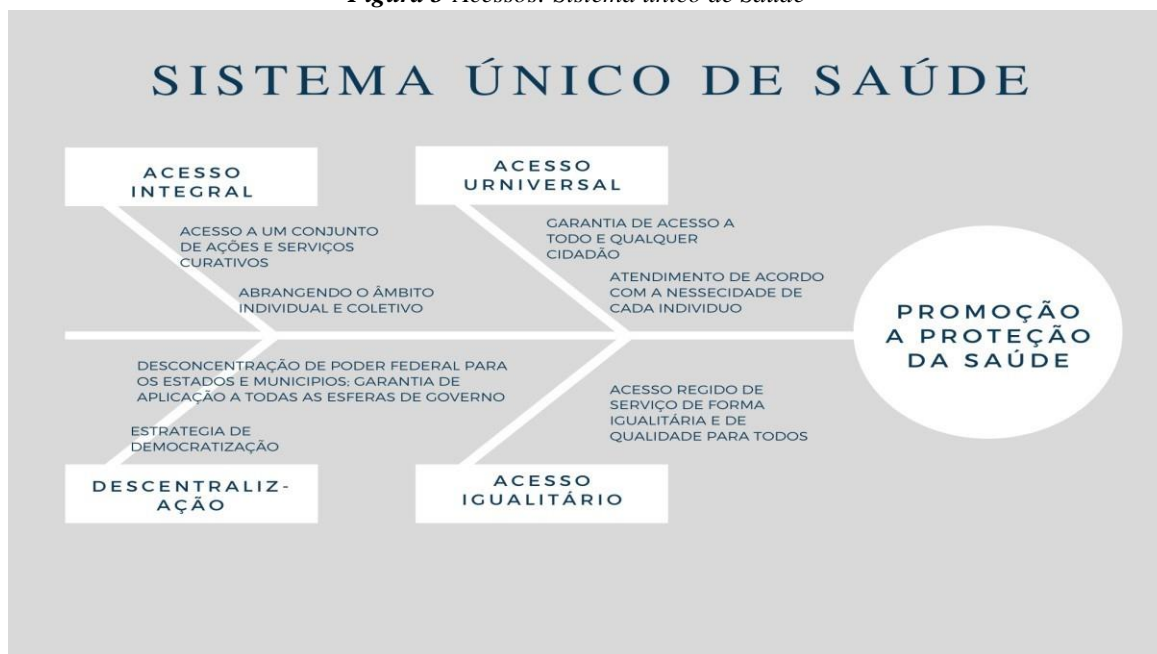 Figura 3 Acessos: Sistema único de Saúde
SISTEMA ÚNICO DE SAÚDE
ACESSO
INTEGRAL
ACESSO A UM CONJUNTO
DE AÇÕES E SERVIÇOS
CURATIVOS
ABRANGENDO O ÂMBITO
INDIVIDUAL E COLETIVO
ACESSO
URNIVERSAL
GARANTIA DE ACESSO A
TODO E QUALQUER
CIDADÃO
ATENDIMENTO DE ACORDO
COM A NESSECIDADE DE
CADA INDIVIDUO
PROMOÇÃO
A PROTEÇÃO
DA SAÚDE
DESCONCENTRAÇÃO DE PODER FEDERAL PARA
OS ESTADOS E MUNICIPIOS; GARANTIA DE
APLICAÇÃO A TODAS AS ESFERAS DE GOVERNO
ESTRATEGIA DE
DEMOCRATIZAÇÃO
DESCENTRALIZ-
AÇÃO
ACESSO REGIDO DE
SERVIÇO DE FORMA
IGUALITÁRIA E DE
QUALIDADE PARA TODOS
ACESSO
IGUALITÁRIO